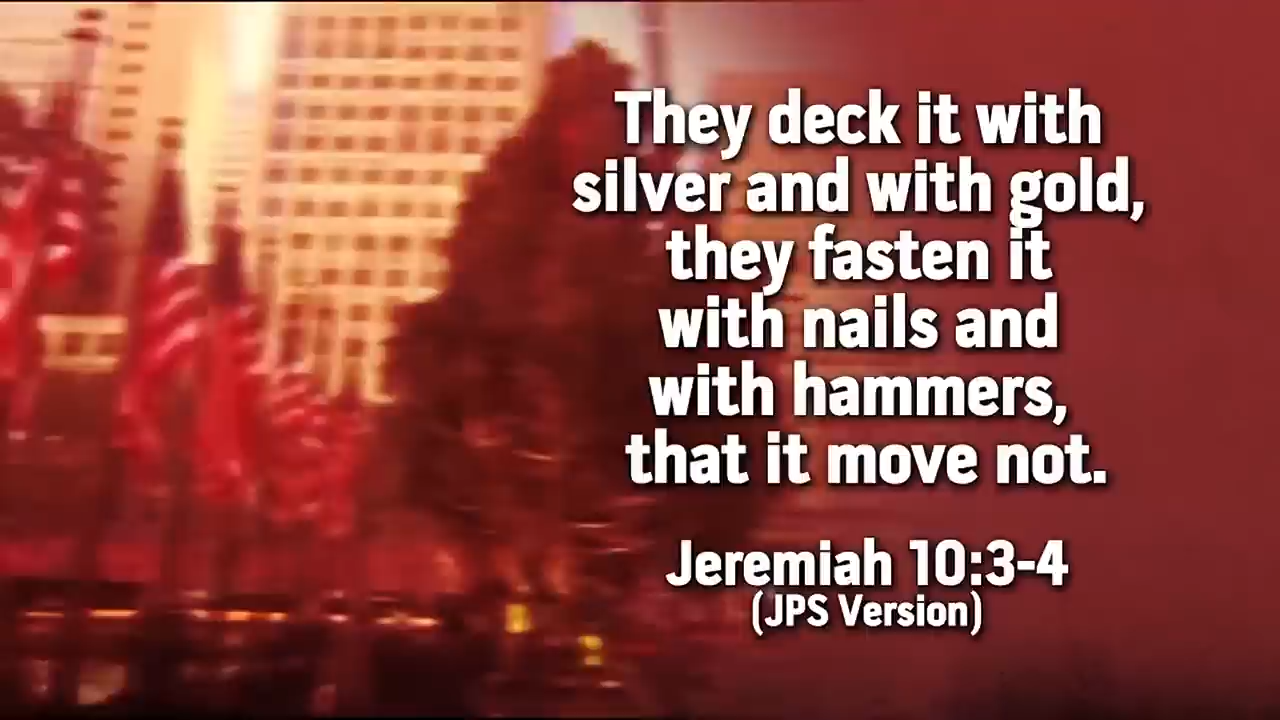 They deck it with
silver and with gold,
they fasten it
with nails and
with hammers,
that it move not.
Jeremiah 10:3-4
(JPS Version)